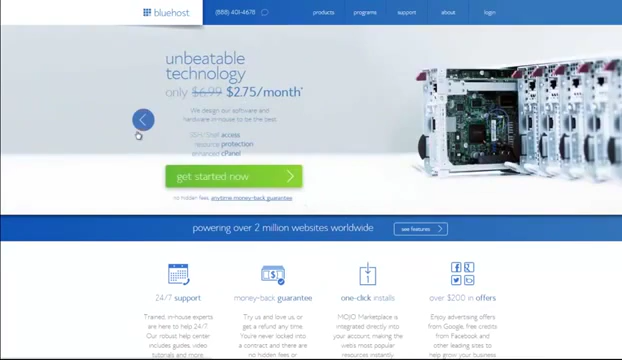 bluehost
(888) 401-4678
products
programs
support
about
login
unbeatable
technology
only $6.99 $2.75/month*
We design our software and
hardware in-house to be the best.
SSH/Shell access
resource protection
enhanced cPanel
get started now
no hidden fees, anytime money-back guarantee
powering over 2 million websites worldwide
see features
24/7 support
money-back guarantee
one-click installs
over $200 in offers
Trained, in-house experts
are here to help 24/7.
Our robust help center
includes guides, video
tutorials and more.
Try us and love us, or
get a refund any time.
You're never locked into
a contract and there are
no hidden fees or
MOJO Marketplace is
integrated directly into
your account, making
the web's most popular
resources instantly
Enjoy advertising offers
from Google, free credits
from Facebook and
other leading sites to
help grow your business